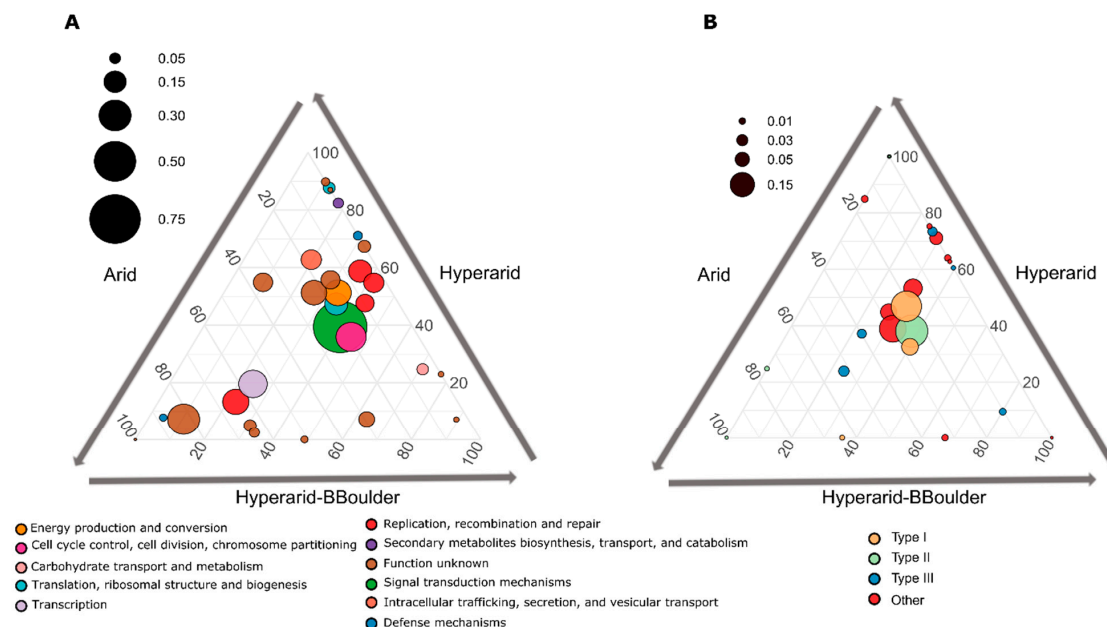 A
0.05
0.15
0.30
0.50
0.75
100
20
80
40
60
60
40
80
20
100
20
40
60
80
100
Arid
Hyperarid
Hyperarid-BBoulder
B
0.01
0.03
0.05
0.15
100
20
80
40
60
60
40
80
20
100
20
40
60
80
100
Arid
Hyperarid
Hyperarid-BBoulder
Energy production and conversion
Cell cycle control, cell division, chromosome partitioning
Carbohydrate transport and metabolism
Translation, ribosomal structure and biogenesis
Transcription
Replication, recombination and repair
Secondary metabolites biosynthesis, transport, and catabolism
Function unknown
Signal transduction mechanisms
Intracellular trafficking, secretion, and vesicular transport
Defense mechanisms
Type I
Type II
Type III
Other